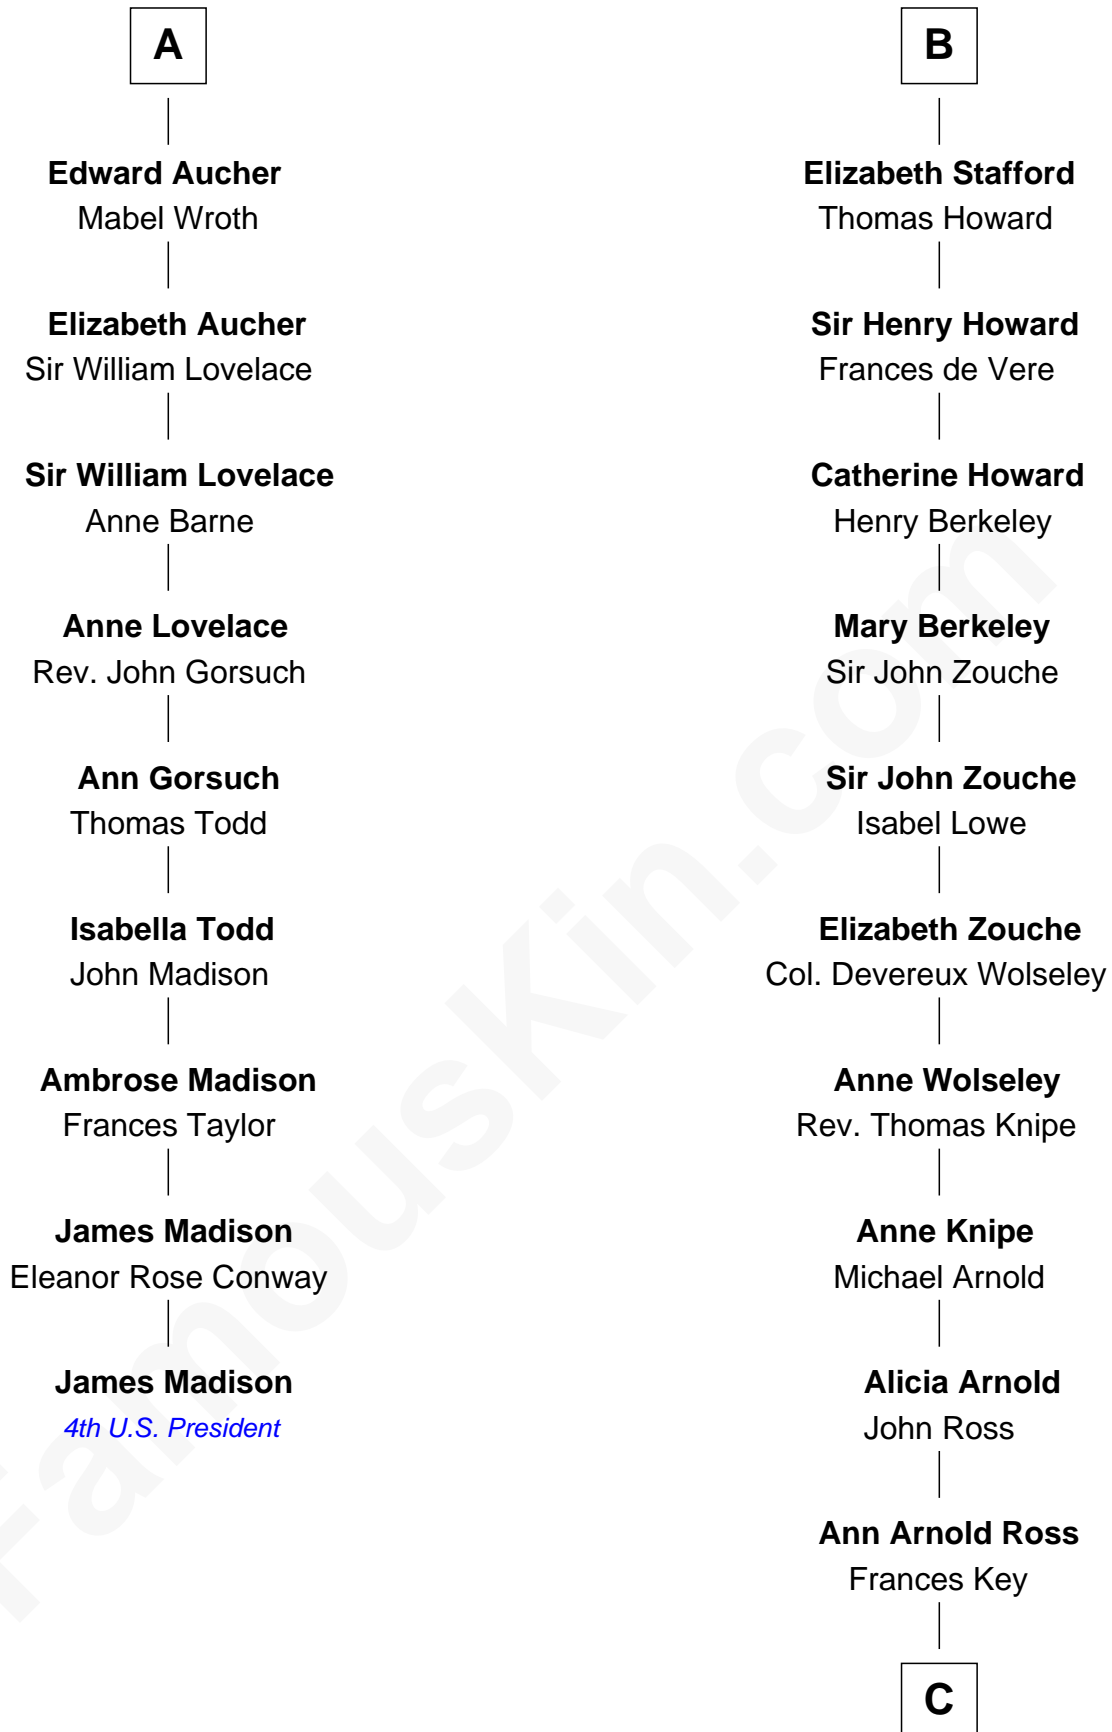 A
Edward Aucher
Mabel Wroth
Elizabeth Aucher
Sir William Lovelace
Sir William Lovelace
Anne Barne
Anne Lovelace
Rev. John Gorsuch
Ann Gorsuch
Thomas Todd
Isabella Todd
John Madison
Ambrose Madison
Frances Taylor
James Madison
Eleanor Rose Conway
James Madison
4th U.S. President
B
Elizabeth Stafford
Thomas Howard
Sir Henry Howard
Frances de Vere
Catherine Howard
Henry Berkeley
Mary Berkeley
Sir John Zouche
Sir John Zouche
Isabel Lowe
Elizabeth Zouche
Col. Devereux Wolseley
Anne Wolseley
Rev. Thomas Knipe
Anne Knipe
Michael Arnold
Alicia Arnold
John Ross
Ann Arnold Ross
Frances Key
C
FamousKin.com